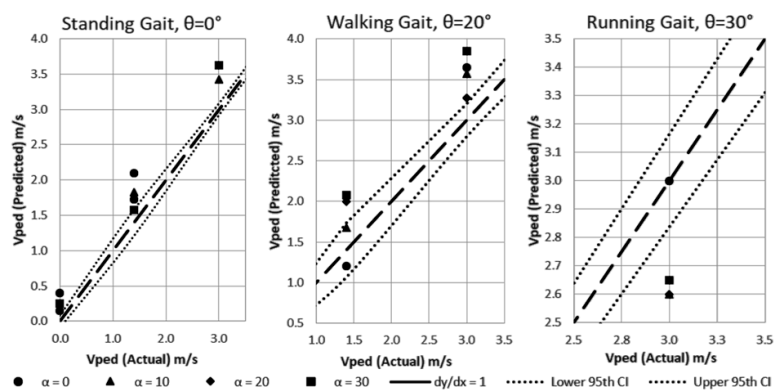 Standing Gait, θ=0°
Vped (Predicted) m/s
4.0
3.5
3.0
2.5
2.0
1.5
1.0
0.5
0.0
0.0
1.0
2.0
3.0
Vped (Actual) m/s
Walking Gait, θ=20°
Vped (Preditcted) m/s
4.0
3.5
3.0
2.5
2.0
1.5
1.0
0.5
1.0
1.5
2.0
2.5
3.0
3.5
Vped (Actual) m/s
Running Gait, θ=30°
Vped (Predicted) m/s
3.5
3.4
3.3
3.2
3.1
3.0
2.9
2.8
2.7
2.6
2.5
2.5
2.8
3.0
3.3
3.5
Vped (Actual) m/s
α = 0
α = 10
α = 20
α = 30
dy/dx = 1
Lower 95th CI
Upper 95th CI